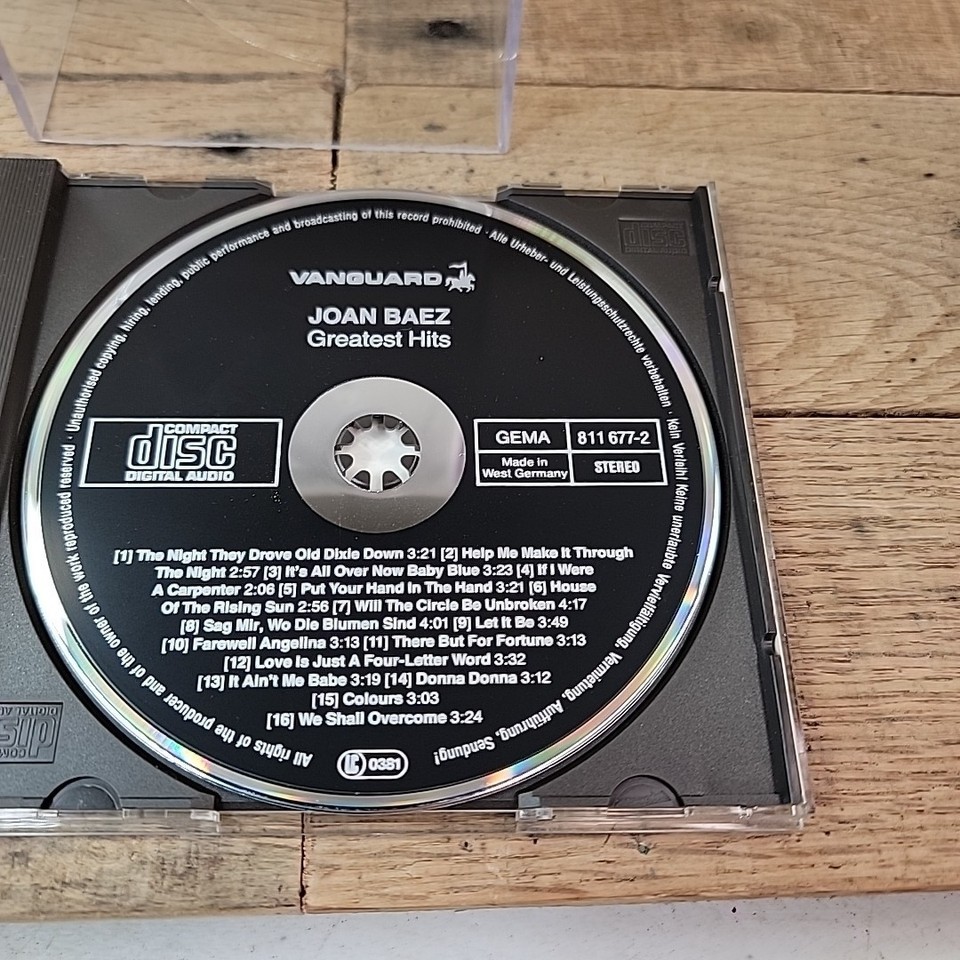 VANGUARD
JOAN BAEZ
Greatest Hits
COMPACT
disc
DIGITAL AUDIO
GEMA
811 677-2
Made in
West Germany
STEREO
[1] The Night They Drove Old Dixie Down 3:21 [2] Help Me Make It Through
The Night 2:57 [3] It's All Over Now Baby Blue 3:23 [4] If I Were
A Carpenter 2:06 [5] Put Your Hand In The Hand 3:21 [6] House
Of The Rising Sun 2:56 [7] Will The Circle Be Unbroken 4:17
[8] Sag Mir, Wo Die Blumen Sind 4:01 [9] Let It Be 3:49
[10] Farewell Angelina 3:13 [11] There But For Fortune 3:13
[12] Love Is Just A Four-Letter Word 3:32
[13] It Ain't Me Babe 3:19 [14] Donna Donna 3:12
[15] Colours 3:03
[16] We Shall Overcome 3:24
LC 0381
All rights of the producer and of the owner of the work reproduced reserved · Unauthorised copying, hiring, lending, public performance and broadcasting of this record prohibited · Alle Urheber- und Leistungsschutzrechte vorbehalten · Kein Verleih! Keine unerlaubte Vervielfältigung, Vermietung, Aufführung, Sendung!
disc
COMPACT
disc
DIGITAL AUDIO